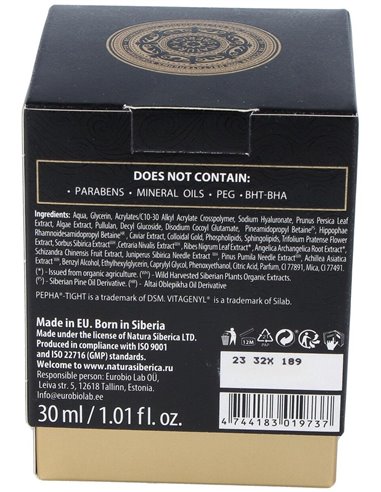 DOES NOT CONTAIN:
• PARABENS • MINERAL OILS • PEG • BHT-BHA
Ingredients: Aqua, Glycerin, Acrylates/C10-30 Alkyl Acrylate Crosspolymer, Sodium Hyaluronate, Prunus Persica Leaf
Extract, Algae Extract, Pullulan, Decyl Glucoside, Disodium Cocoyl Glutamate, Pineamidopropyl Betaine, Hippophae
Rhamnoidesamidopropyl Betaine, Caviar Extract, Colloidal Gold, Phospholipids, Sphingolipids, Trifolium Pratense Flower
Extract, Sorbus Sibirica Extract, Cetraria Nivalis Extract, Ribes Nigrum Leaf Extract, Angelica Archangelica Root Extract,
Schizandra Chinensis Fruit Extract, Juniperus Sibirica Needle Extract, Pinus Pumila Needle Extract, Achillea Asiatica
Extract, Benzyl Alcohol, Ethylhexylglycerin, Caprylyl Glycol, Phenoxyethanol, Citric Acid, Parfum, CI 77891, Mica, CI 77491.
(*) - Issued from organic agriculture. - Wild Harvested Siberian Plants Organic Extracts.
- Siberian Pine Oil Derivative. - Altai Oblepikha Oil Derivative
PEPHA®-TIGHT is a trademark of DSM. VITAGENYL® is a trademark of Silab.
Made in EU. Born in Siberia
Made under the license of Natura Siberica LTD.
Produced in compliance with ISO 9001
and ISO 22716 (GMP) standards.
Welcome to www.naturasiberica.ru
Responsible person: Eurobio Lab OÜ,
Leiva str. 5, 12618 Tallinn, Estonia.
info@eurobiolab.ee
30 ml / 1.01 fl. oz.
12M
PAP
23 32X 189
4 744183 019737